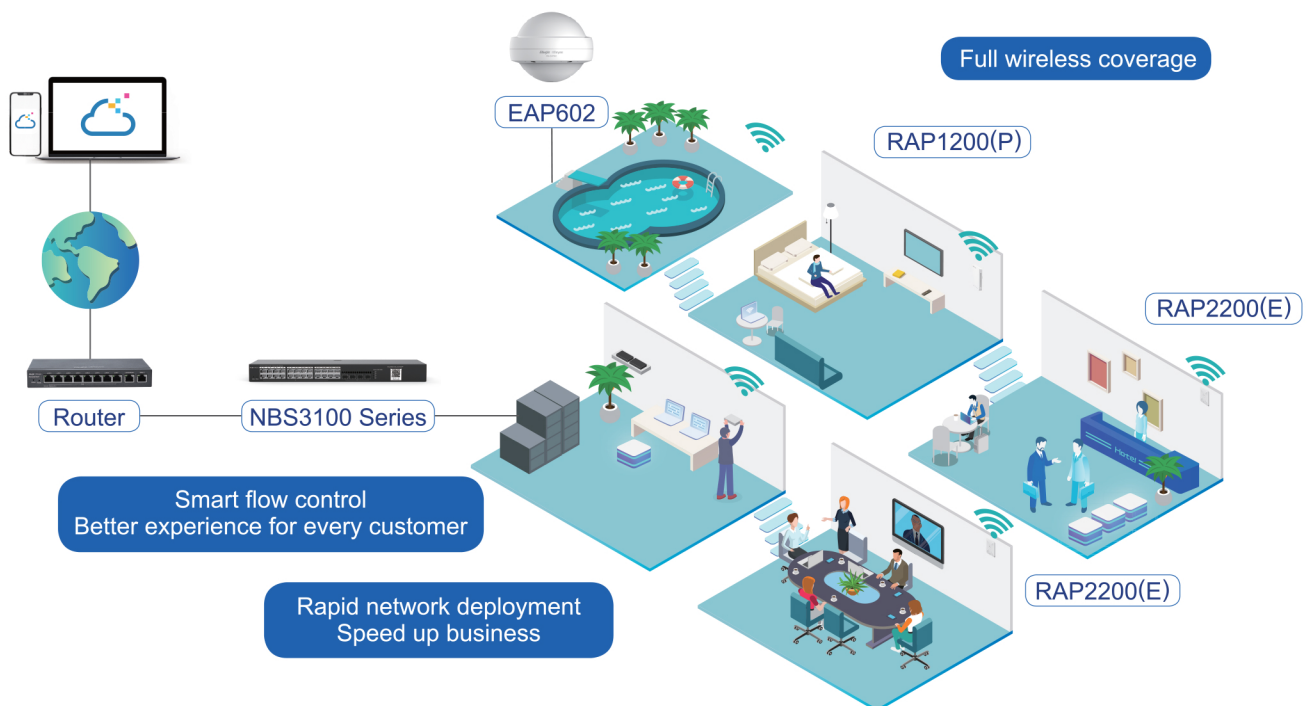 Full wireless coverage
EAP602
RAP1200(P)
RAP2200(E)
Router
NBS3100 Series
Hotel
Smart flow control
Better experience for every customer
Rapid network deployment
Speed up business
RAP2200(E)